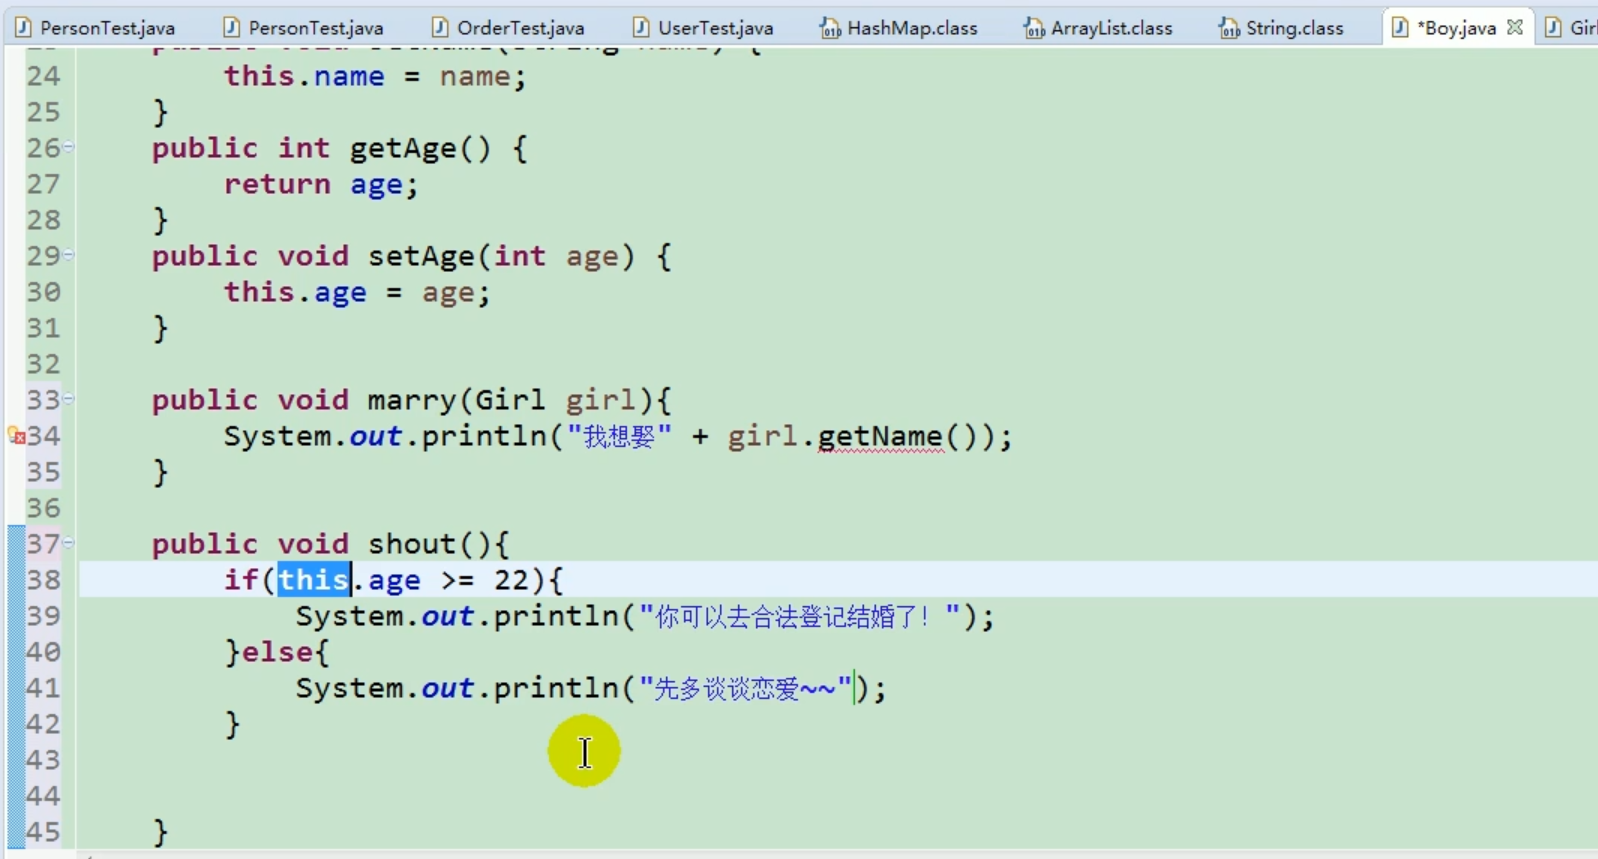 PersonTest.java PersonTest.java OrderTest.java UserTest.java HashMap.class ArrayList.class String.class *Boy.java Girl
24 this.name = name;
25 }
26 public int getAge() {
27 return age;
28 }
29 public void setAge(int age) {
30 this.age = age;
31 }
32
33 public void marry(Girl girl){
34 System.out.println("我想娶" + girl.getName());
35 }
36
37 public void shout(){
38 if(this.age >= 22){
39 System.out.println("你可以去合法登记结婚了！");
40 }else{
41 System.out.println("先多谈谈恋爱~~");
42 }
43
44
45 }